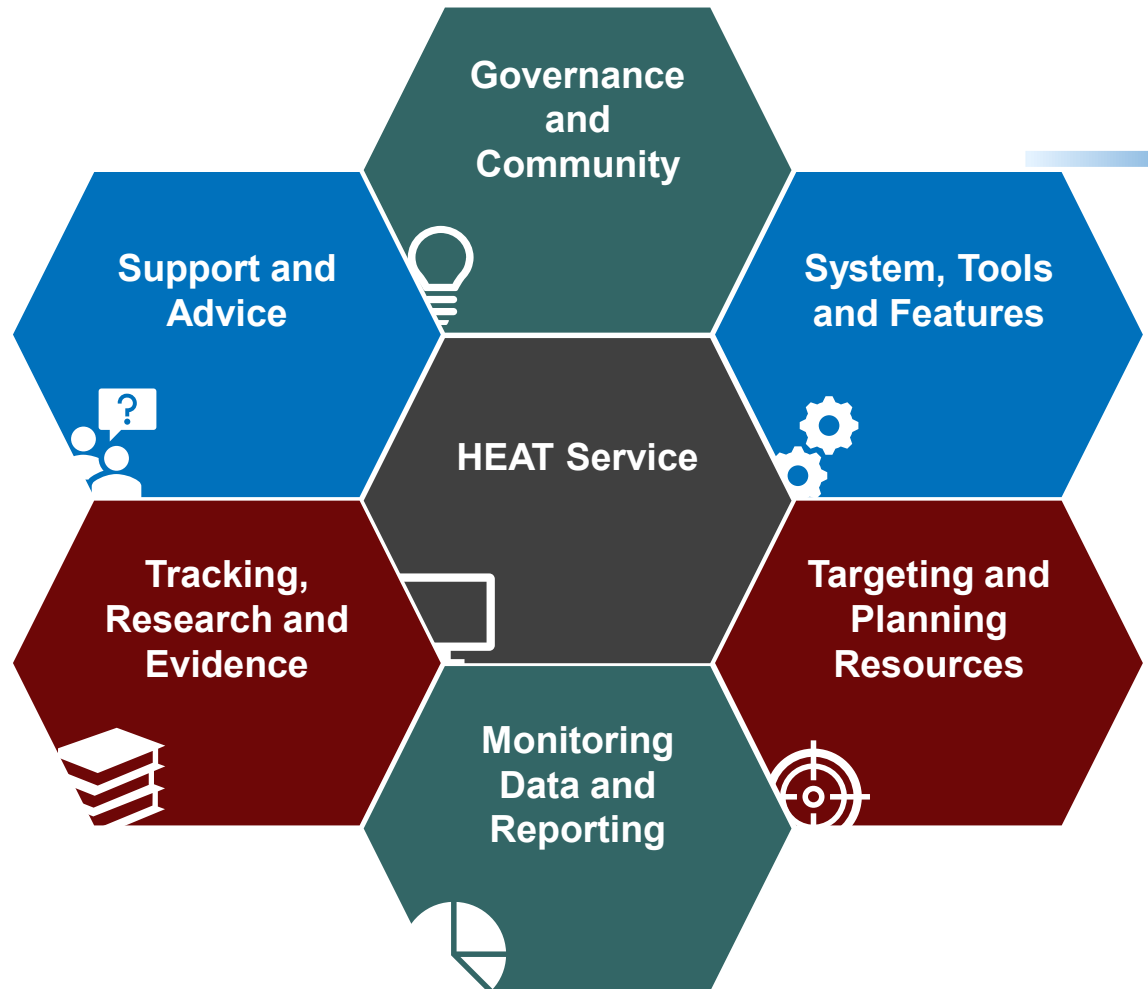 Governance
and
Community
Support and
Advice
System, Tools
and Features
?
HEAT Service
Tracking,
Research and
Evidence
Targeting and
Planning
Resources
Monitoring
Data and
Reporting